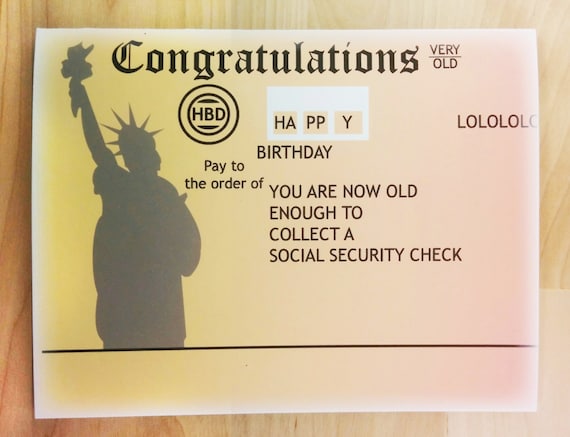 Congratulations
VERY
OLD
HBD
HA PP Y
LOLOLOLO
BIRTHDAY
Pay to
the order of
YOU ARE NOW OLD
ENOUGH TO
COLLECT A
SOCIAL SECURITY CHECK